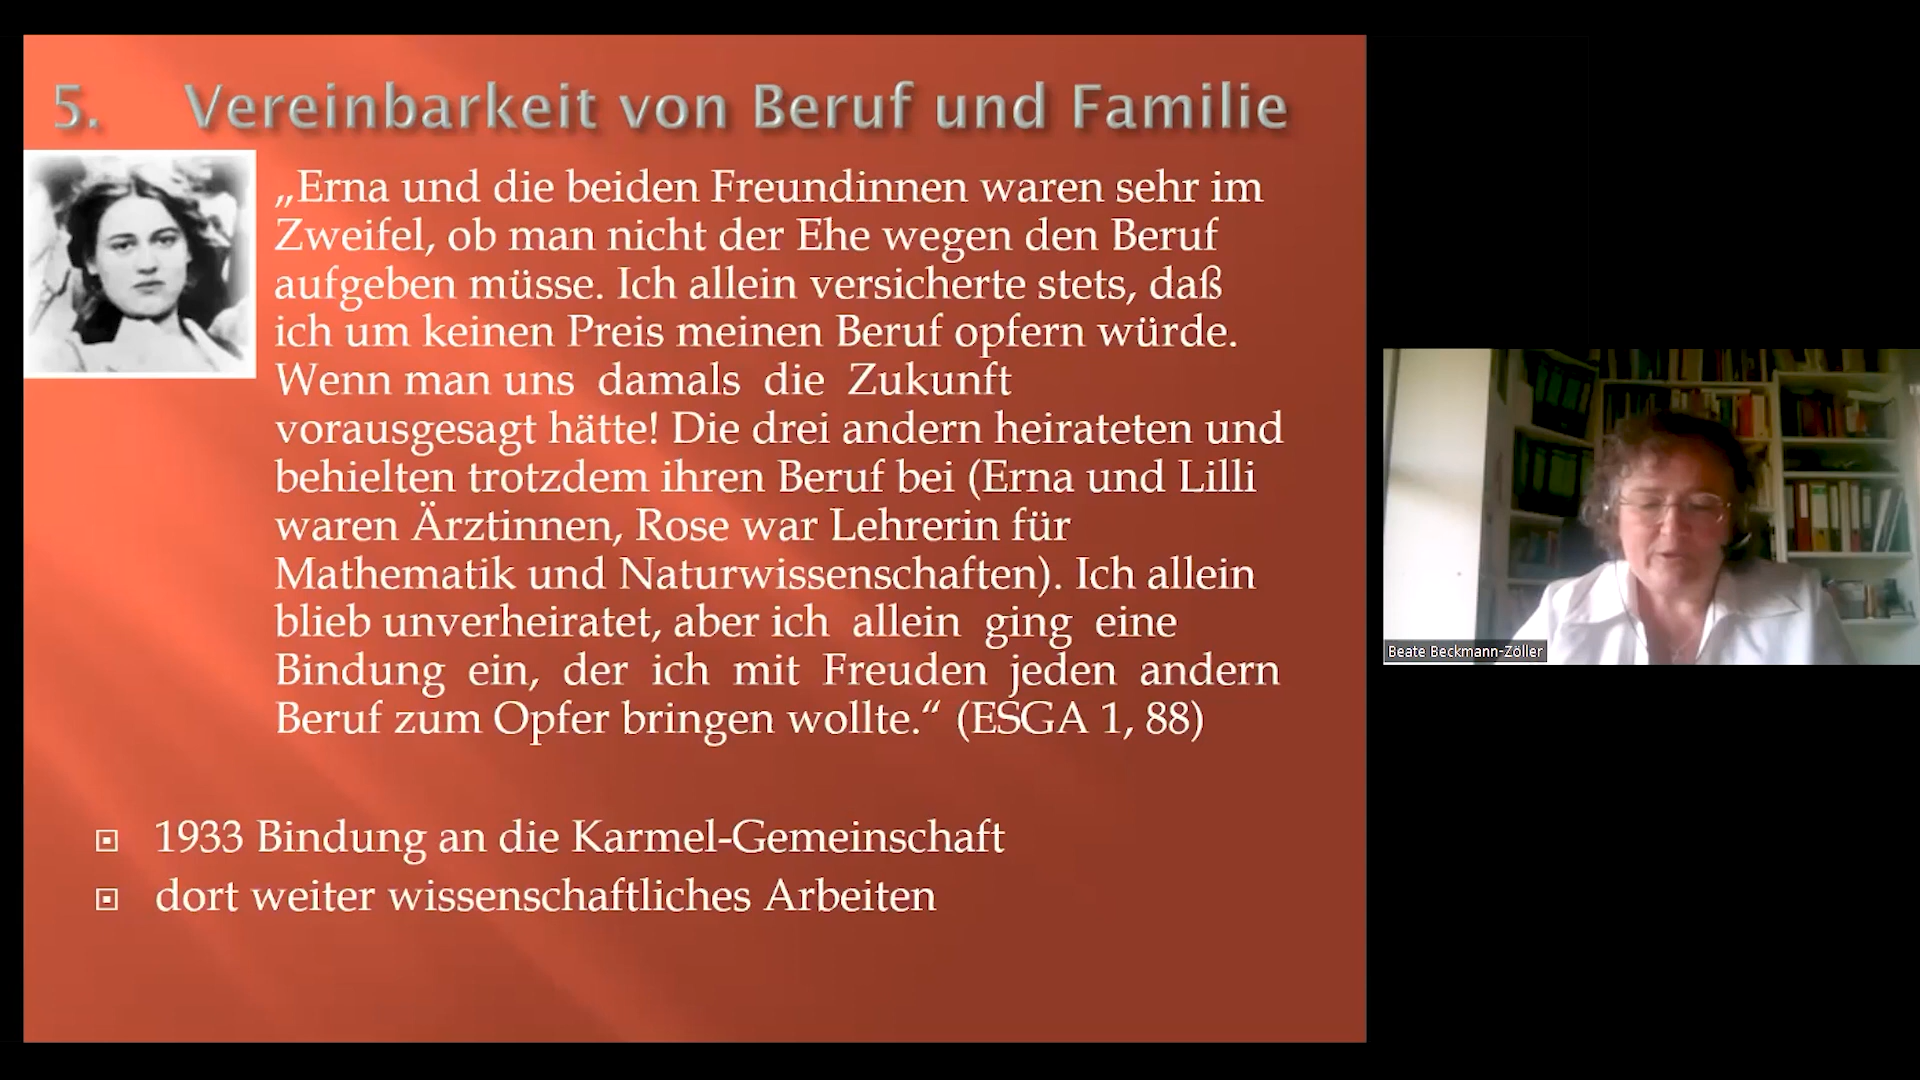 5. Vereinbarkeit von Beruf und Familie
„Erna und die beiden Freundinnen waren sehr im
Zweifel, ob man nicht der Ehe wegen den Beruf
aufgeben müsse. Ich allein versicherte stets, daß
ich um keinen Preis meinen Beruf opfern würde.
Wenn man uns damals die Zukunft
vorausgesagt hätte! Die drei andern heirateten und
behielten trotzdem ihren Beruf bei (Erna und Lilli
waren Ärztinnen, Rose war Lehrerin für
Mathematik und Naturwissenschaften). Ich allein
blieb unverheiratet, aber ich allein ging eine
Bindung ein, der ich mit Freuden jeden andern
Beruf zum Opfer bringen wollte.“ (ESGA 1, 88)
1933 Bindung an die Karmel-Gemeinschaft
dort weiter wissenschaftliches Arbeiten
Beate Beckmann-Zöller